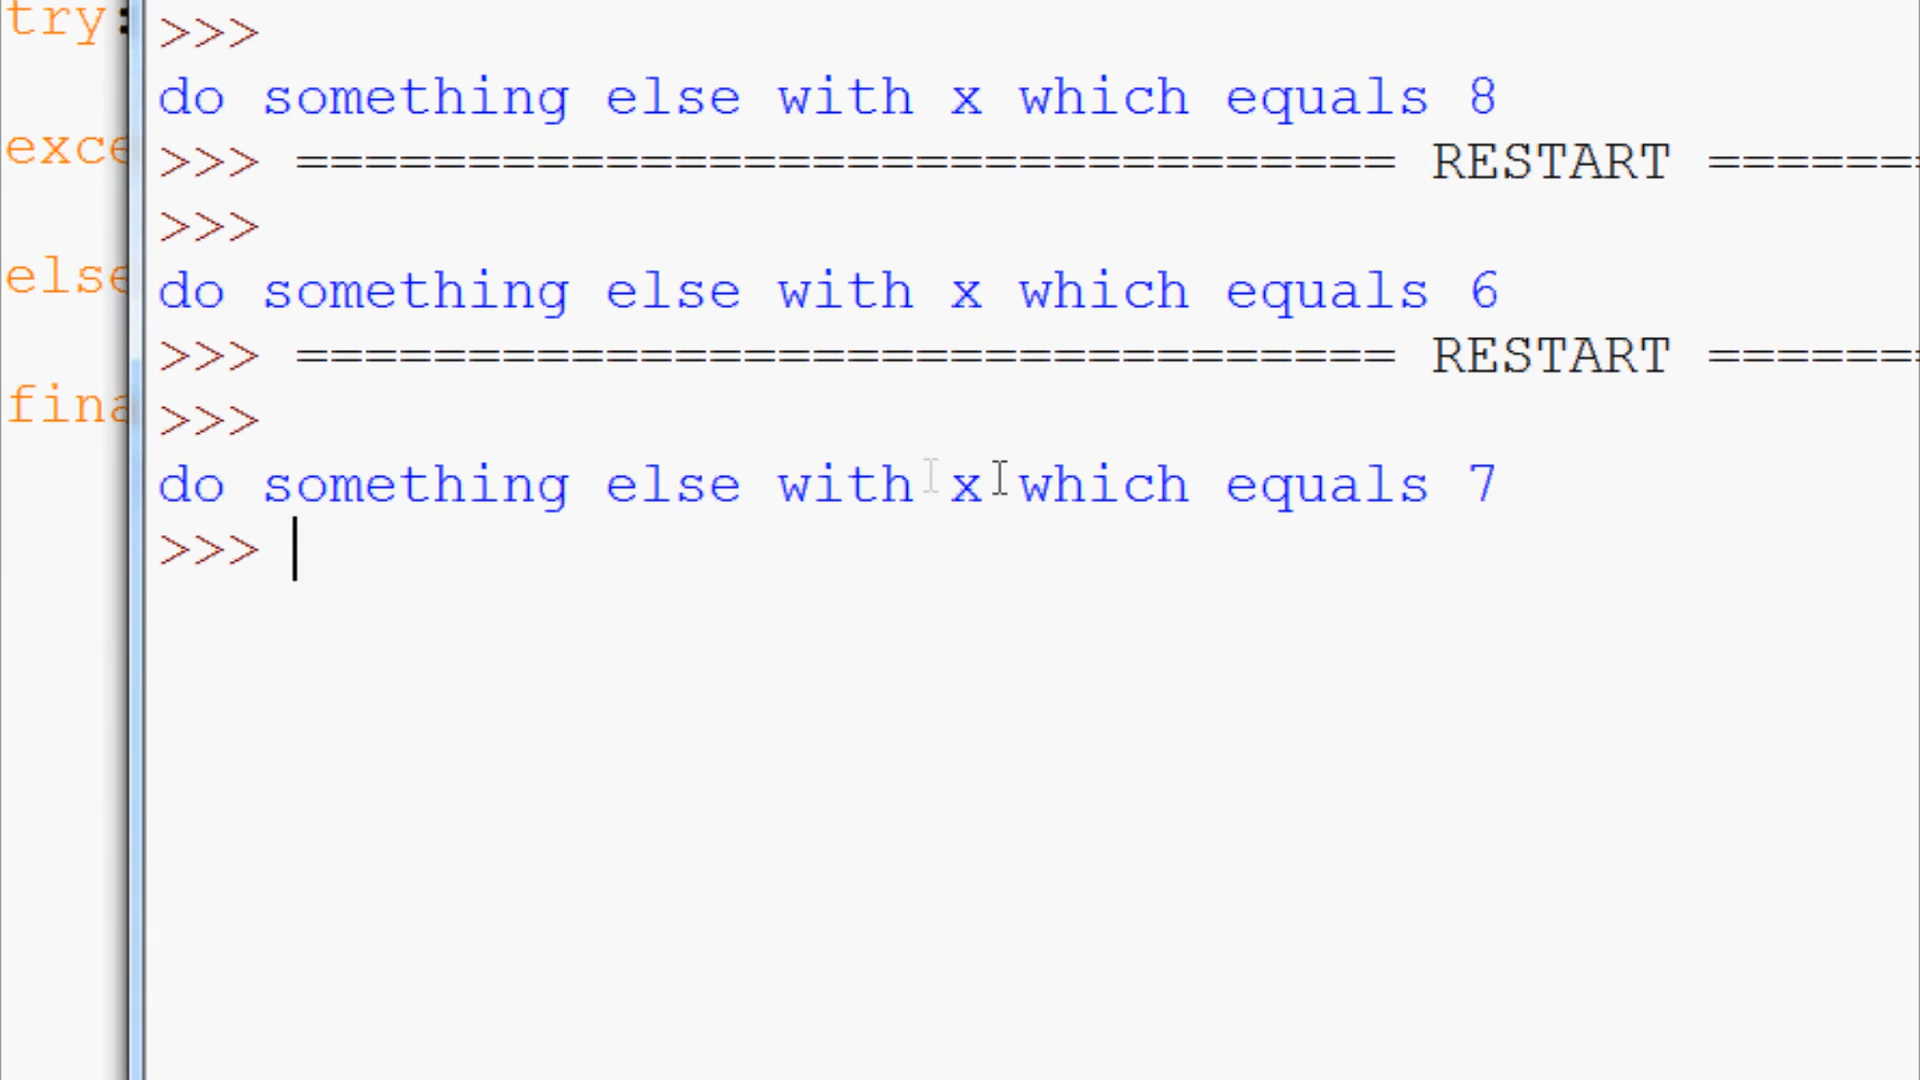 try:
>>>
do something else with x which equals 8
exce
>>> ================================ RESTART ======
>>>
else
do something else with x which equals 6
>>> ================================ RESTART ======
fina
>>>
do something else with x which equals 7
>>>